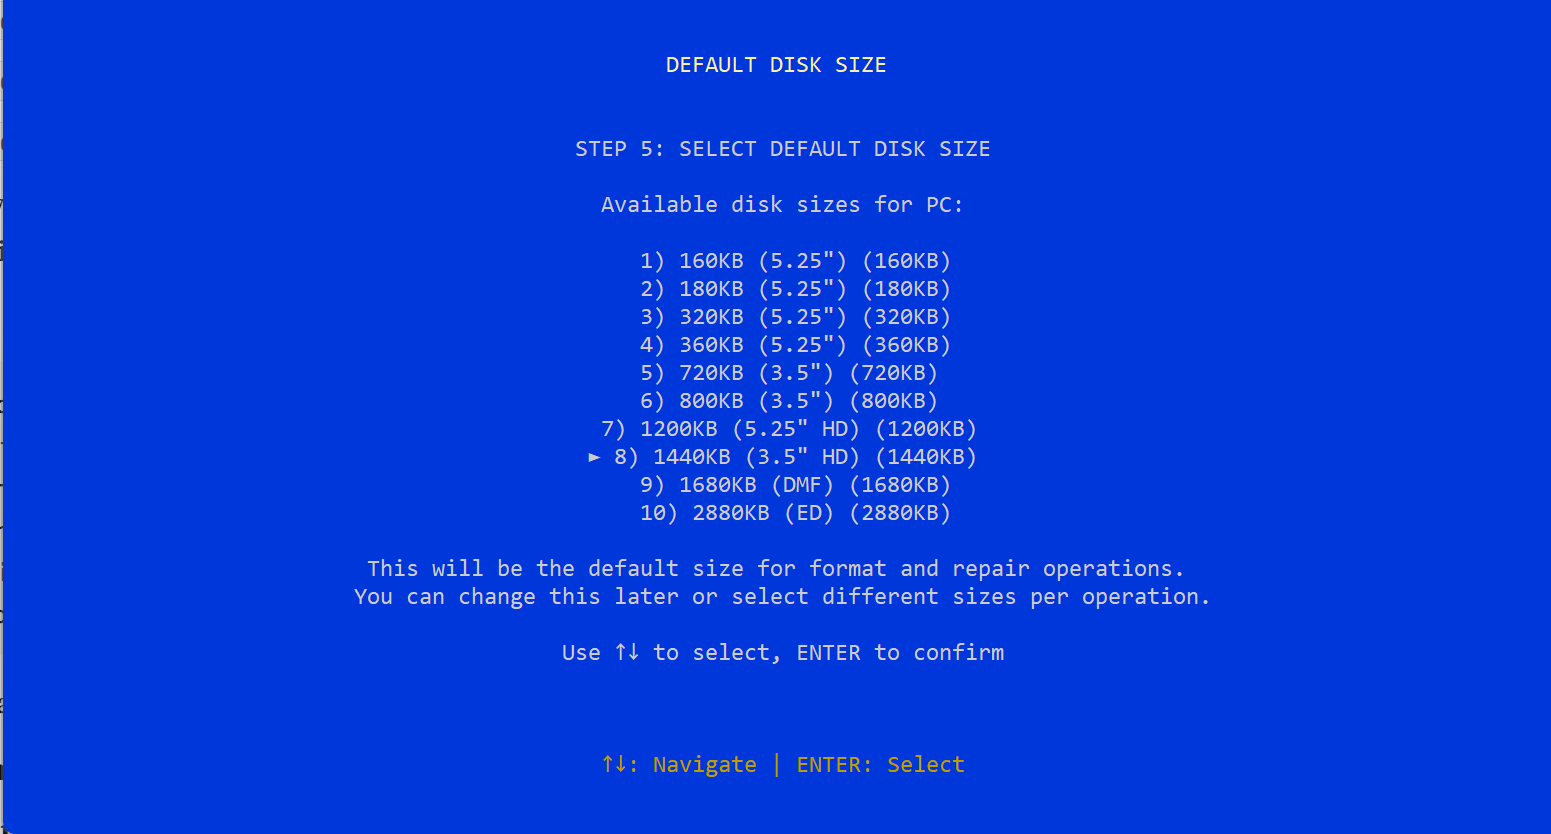 DEFAULT DISK SIZE
STEP 5: SELECT DEFAULT DISK SIZE
Available disk sizes for PC:
1) 160KB (5.25") (160KB)
2) 180KB (5.25") (180KB)
3) 320KB (5.25") (320KB)
4) 360KB (5.25") (360KB)
5) 720KB (3.5") (720KB)
6) 800KB (3.5") (800KB)
7) 1200KB (5.25" HD) (1200KB)
► 8) 1440KB (3.5" HD) (1440KB)
9) 1680KB (DMF) (1680KB)
10) 2880KB (ED) (2880KB)
This will be the default size for format and repair operations.
You can change this later or select different sizes per operation.
Use ↑↓ to select, ENTER to confirm
↑↓: Navigate | ENTER: Select